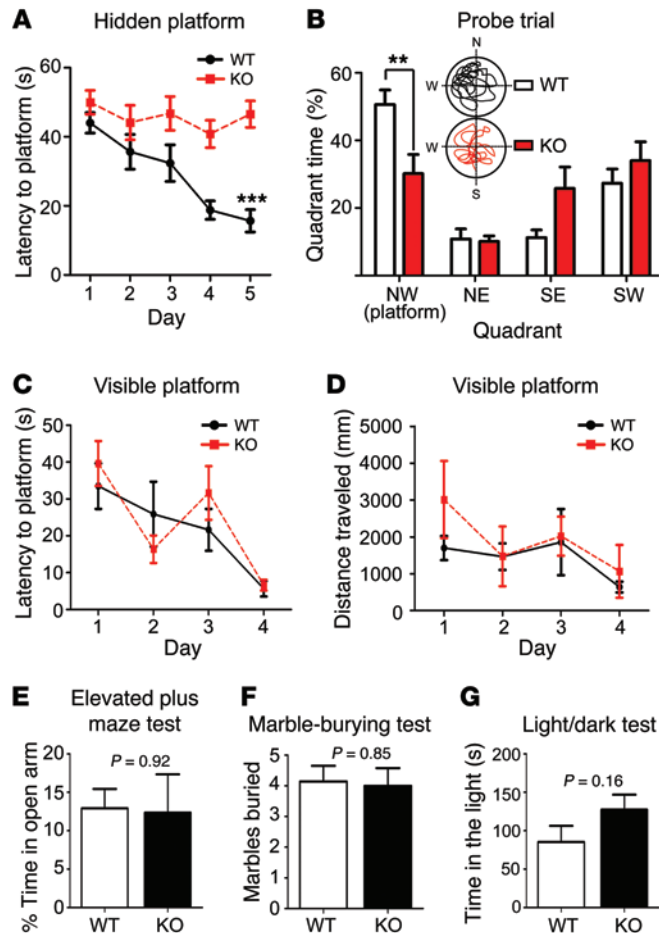 A Hidden platform
WT
KO
Latency to platform (s)
60
40
20
0
***
1 2 3 4 5
Day
B Probe trial
Quadrant time (%)
60
40
20
**
N
W
WT
W
KO
S
NW
(platform)
NE
SE
SW
Quadrant
C Visible platform
WT
KO
Latency to platform (s)
50
40
30
20
10
0
1 2 3 4
Day
D Visible platform
WT
KO
Distance traveled (mm)
5000
4000
3000
2000
1000
0
1 2 3 4
Day
E Elevated plus
maze test
% Time in open arm
20
15
10
5
0
P = 0.92
WT KO
F Marble-burying test
Marbles buried
5
4
3
2
1
0
P = 0.85
WT KO
G Light/dark test
Time in the light (s)
200
150
100
50
0
P = 0.16
WT KO